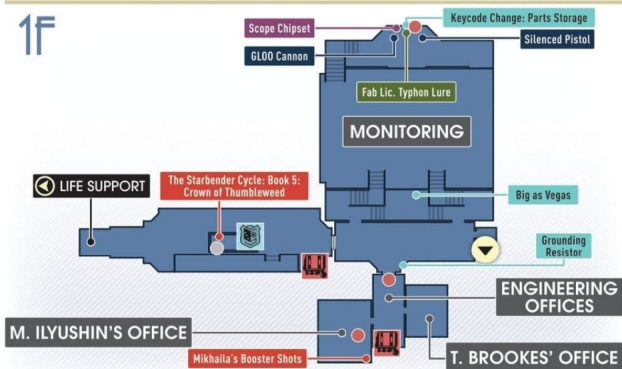 1F
Scope Chipset
Keycode Change: Parts Storage
GLOO Cannon
Silenced Pistol
Fab Lic. Typhon Lure
MONITORING
LIFE SUPPORT
The Starbender Cycle: Book 5:
Crown of Thumbleweed
Big as Vegas
Grounding
Resistor
ENGINEERING
OFFICES
M. ILYUSHIN'S OFFICE
Mikhaila's Booster Shots
T. BROOKES' OFFICE